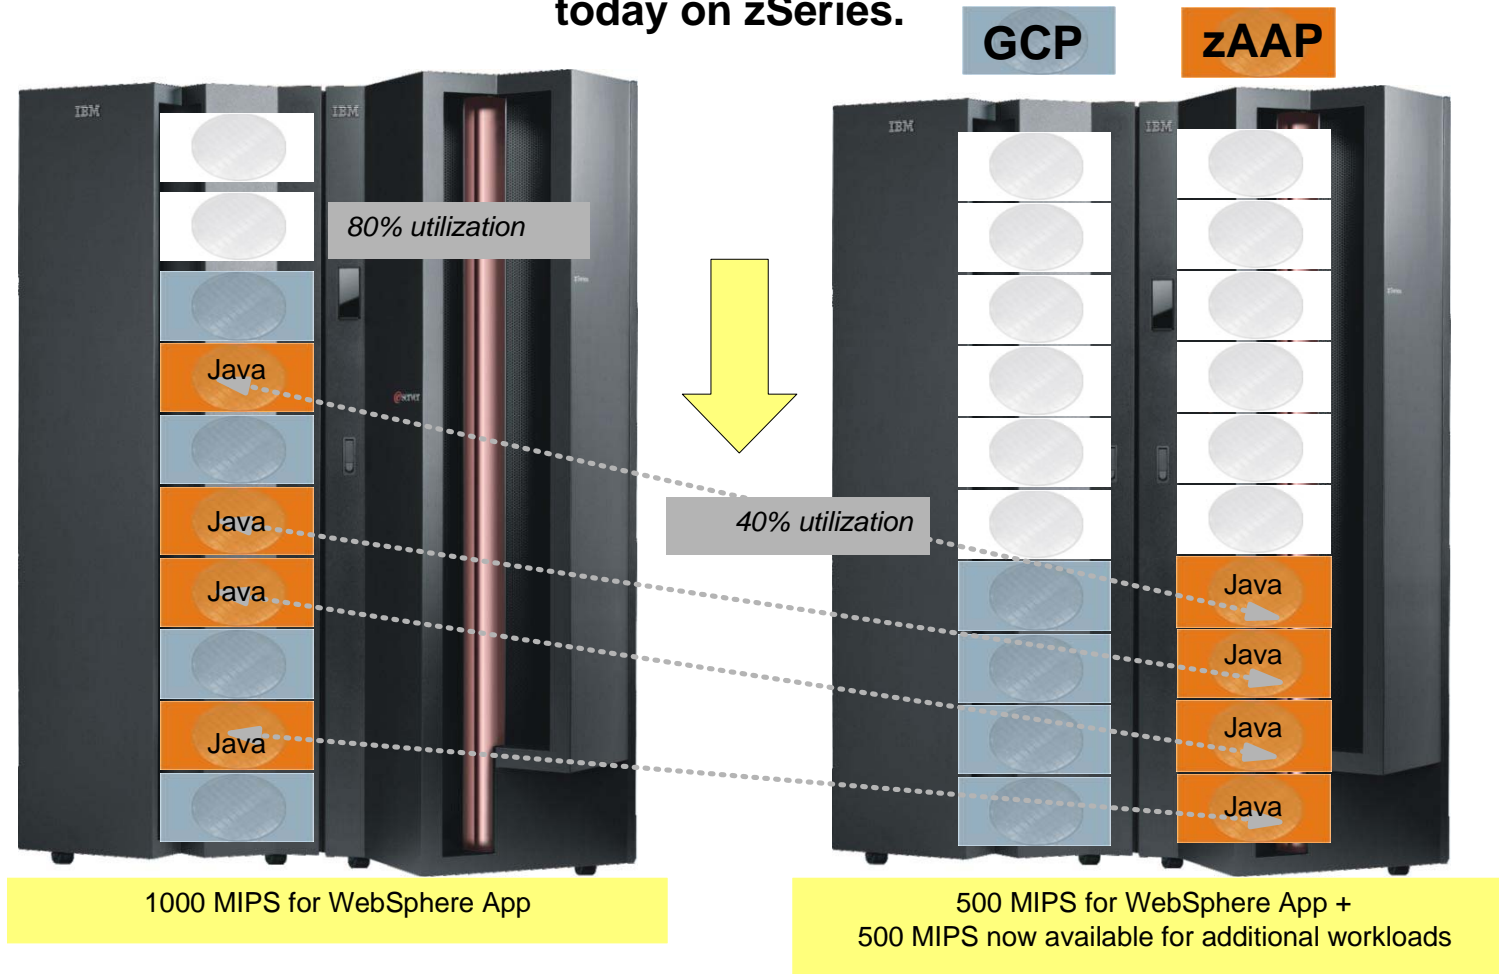 today on zSeries.
GCP
zAAP
IBM
IBM
IBM
IBM
80% utilization
Java
Java
Java
Java
40% utilization
Java
Java
Java
Java
1000 MIPS for WebSphere App
500 MIPS for WebSphere App +
500 MIPS now available for additional workloads